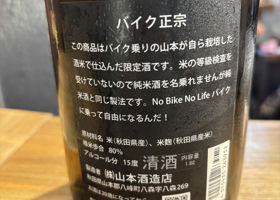 バイク正宗
この商品はバイク乗りの山本が自ら栽培した
酒米で仕込んだ限定酒です。米の等級検査を
受けていないので純米酒を名乗れませんが純
米酒と同じ製法です。No Bike No Life バイク
に乗って自由になるんだ！
原材料名 米(秋田県産)、米麹(秋田県産米)
精米歩合 80%
アルコール分 15度 清酒
製造者 ㈱山本酒造店
秋田県山本郡八峰町八森字八森269